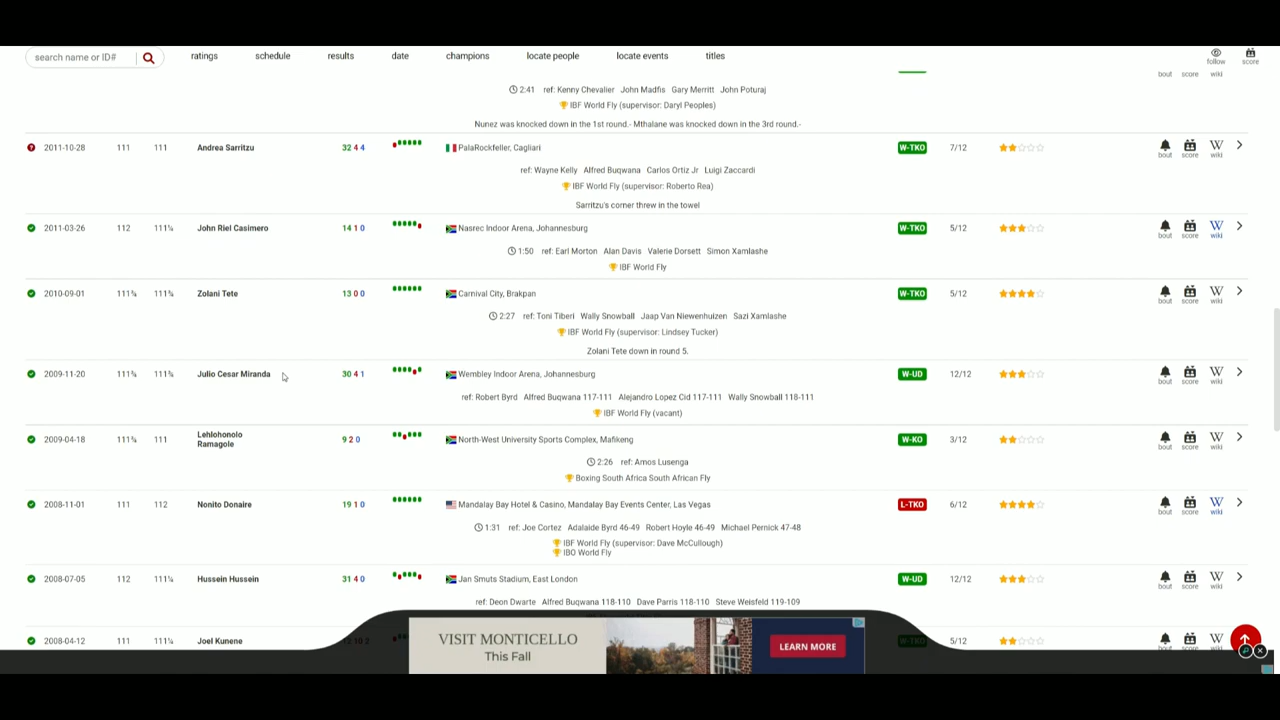 search name or ID#
ratings schedule results date champions locate people locate events titles
follow score
bout score wiki
2:41 ref: Kenny Chevalier John Madfis Gary Merritt John Poturaj
IBF World Fly (supervisor: Daryl Peoples)
Nunez was knocked down in the 1st round.- Mthalane was knocked down in the 3rd round.-
2011-10-28 111 111 Andrea Sarritzu 32 4 4 PalaRockfeller, Cagliari W-TKO 7/12
bout score wiki
ref: Wayne Kelly Alfred Buqwana Carlos Ortiz Jr Luigi Zaccardi
IBF World Fly (supervisor: Roberto Rea)
Sarritzu's corner threw in the towel
2011-03-26 112 111¼ John Riel Casimero 14 1 0 Nasrec Indoor Arena, Johannesburg W-TKO 5/12
bout score wiki
1:50 ref: Earl Morton Alan Davis Valerie Dorsett Simon Xamlashe
IBF World Fly
2010-09-01 Zolani Tete 13 0 0 Carnival City, Brakpan W-TKO 5/12
bout score wiki
2:27 ref: Toni Tiberi Wally Snowball Jaap Van Niewenhuizen Sazi Xamlashe
IBF World Fly (supervisor: Lindsey Tucker)
Zolani Tete down in round 5.
2009-11-20 Julio Cesar Miranda 30 4 1 Wembley Indoor Arena, Johannesburg W-UD 12/12
bout score wiki
ref: Robert Byrd Alfred Buqwana 117-111 Alejandro Lopez Cid 117-111 Wally Snowball 118-111
IBF World Fly (vacant)
2009-04-18 111 Lehlohonolo Ramagole 9 2 0 North-West University Sports Complex, Mafikeng W-KO 3/12
bout score wiki
2:26 ref: Amos Lusenga
Boxing South Africa South African Fly
2008-11-01 111 112 Nonito Donaire 19 1 0 Mandalay Bay Hotel & Casino, Mandalay Bay Events Center, Las Vegas L-TKO 6/12
bout score wiki
1:31 ref: Joe Cortez Adalaide Byrd 46-49 Robert Hoyle 46-49 Michael Pernick 47-48
IBF World Fly (supervisor: Dave McCullough)
IBO World Fly
2008-07-05 112 Hussein Hussein 31 4 0 Jan Smuts Stadium, East London W-UD 12/12
bout score wiki
ref: Deon Dwarte Alfred Buqwana 118-110 Dave Parris 118-110 Steve Weisfeld 119-109
2008-04-12 111 Joel Kunene 12 10 2 W-TKO 5/12
bout score wiki
VISIT MONTICELLO
This Fall
LEARN MORE